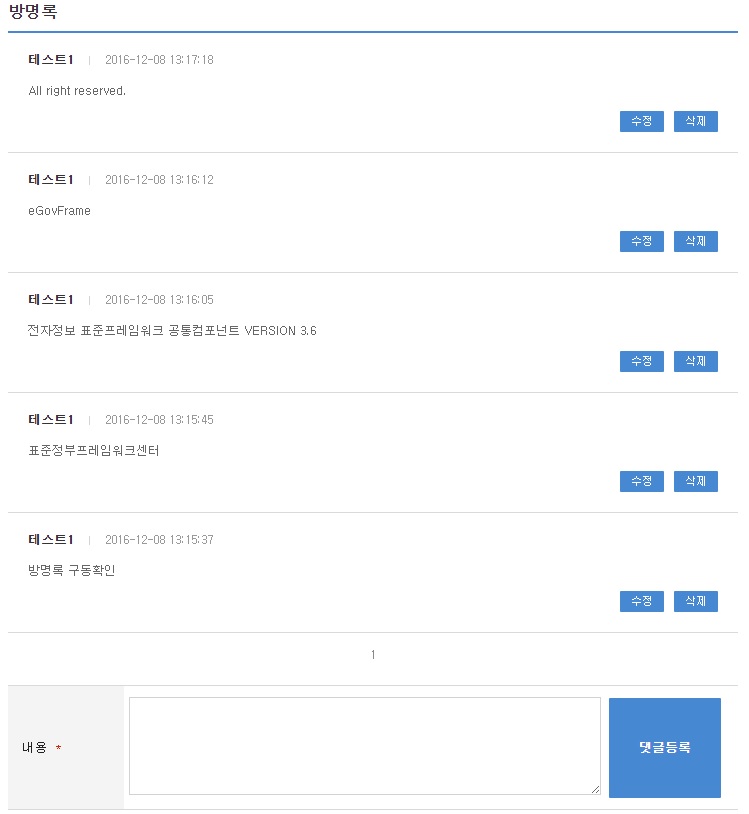 방명록
테스트1 | 2016-12-08 13:17:18
All right reserved.
수정 삭제
테스트1 | 2016-12-08 13:16:12
eGovFrame
수정 삭제
테스트1 | 2016-12-08 13:16:05
전자정보 표준프레임워크 공통컴포넌트 VERSION 3.6
수정 삭제
테스트1 | 2016-12-08 13:15:45
표준정부프레임워크센터
수정 삭제
테스트1 | 2016-12-08 13:15:37
방명록 구동확인
수정 삭제
1
내용 *
댓글등록